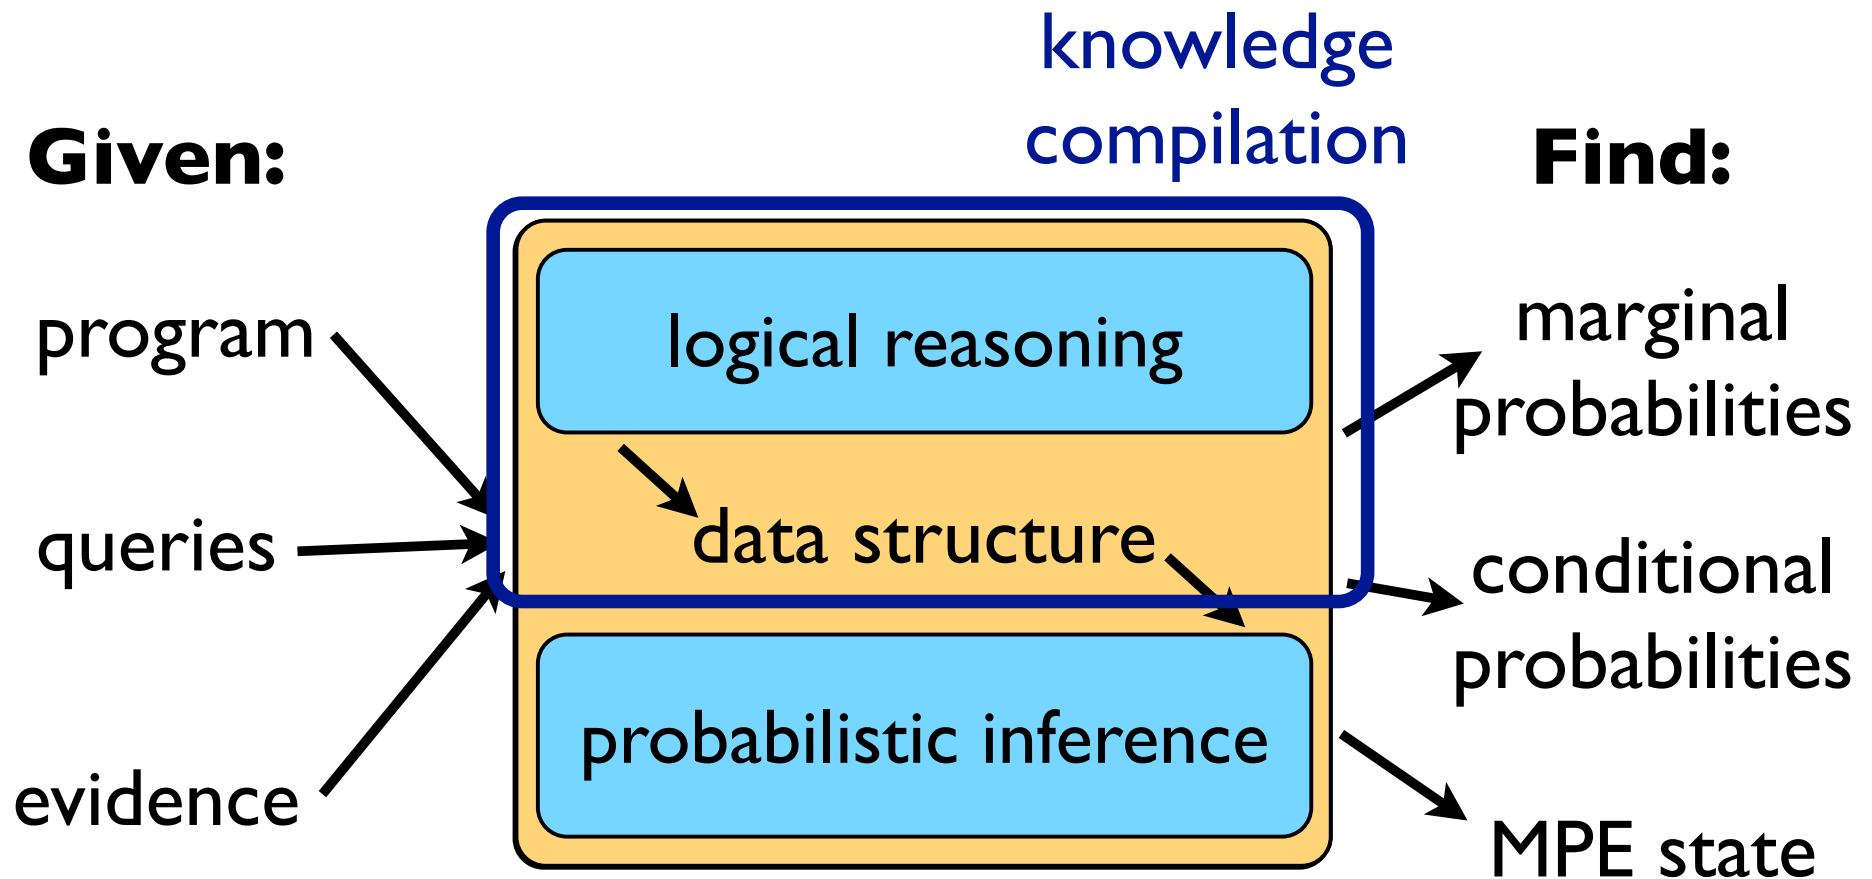 knowledge
compilation
Given:
Find:
program
queries
evidence
logical reasoning
data structure
probabilistic inference
marginal
probabilities
conditional
probabilities
MPE state